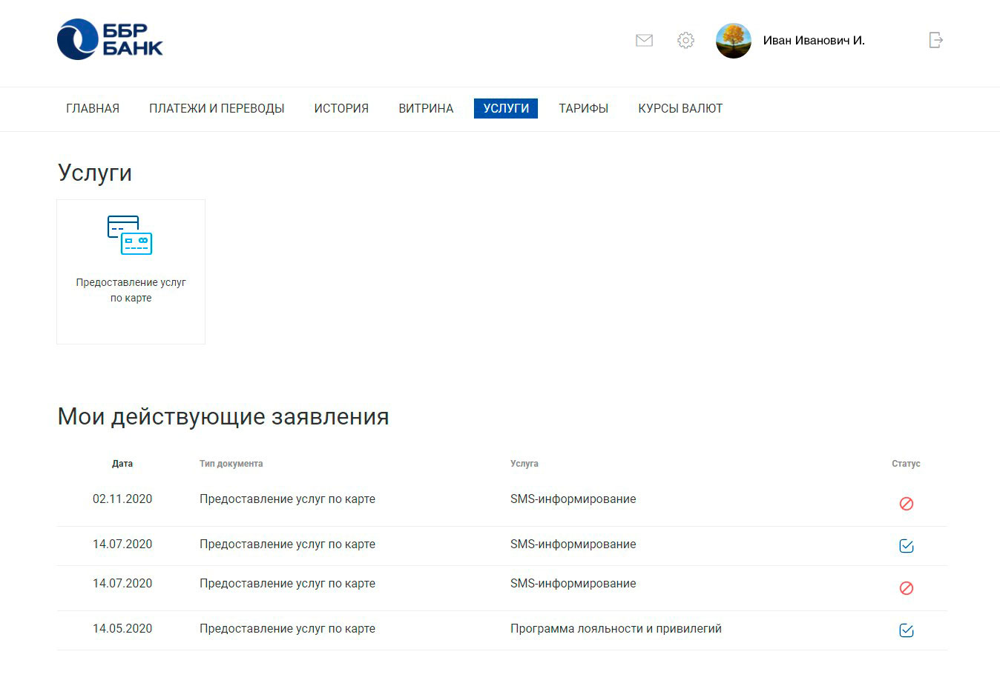 ББР
БАНК
Иван Иванович И.
ГЛАВНАЯ ПЛАТЕЖИ И ПЕРЕВОДЫ ИСТОРИЯ ВИТРИНА УСЛУГИ ТАРИФЫ КУРСЫ ВАЛЮТ
Услуги
Предоставление услуг
по карте
Мои действующие заявления
Дата Тип документа Услуга Статус
02.11.2020 Предоставление услуг по карте SMS-информирование
14.07.2020 Предоставление услуг по карте SMS-информирование
14.07.2020 Предоставление услуг по карте SMS-информирование
14.05.2020 Предоставление услуг по карте Программа лояльности и привилегий